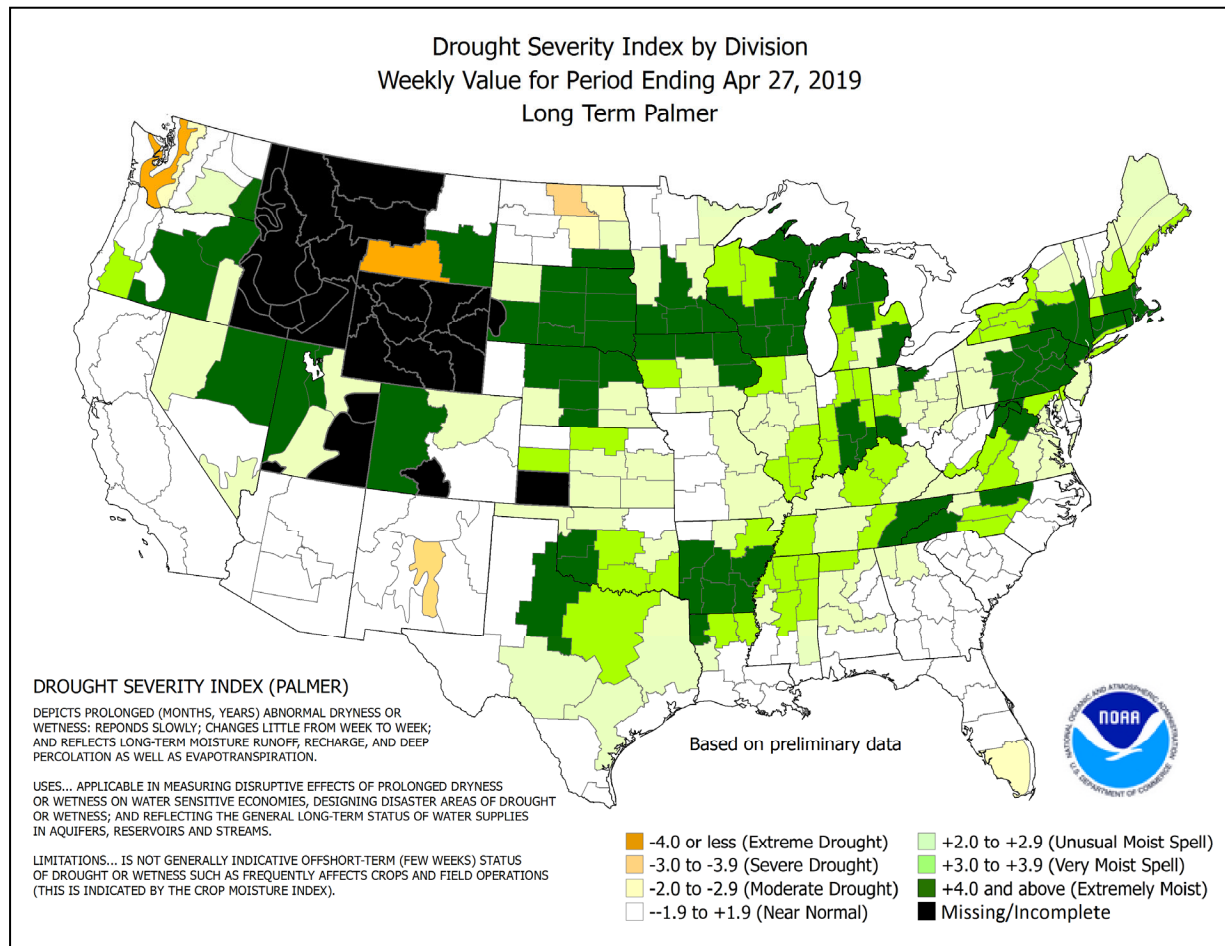 Drought Severity Index by Division
Weekly Value for Period Ending Apr 27, 2019
Long Term Palmer
DROUGHT SEVERITY INDEX (PALMER)
DEPICTS PROLONGED (MONTHS, YEARS) ABNORMAL DRYNESS OR
WETNESS: REPONDS SLOWLY; CHANGES LITTLE FROM WEEK TO WEEK;
AND REFLECTS LONG-TERM MOISTURE RUNOFF, RECHARGE, AND DEEP
PERCOLATION AS WELL AS EVAPOTRANSPIRATION.
USES... APPLICABLE IN MEASURING DISRUPTIVE EFFECTS OF PROLONGED DRYNESS
OR WETNESS ON WATER SENSITIVE ECONOMIES, DESIGNING DISASTER AREAS OF DROUGHT
OR WETNESS; AND REFLECTING THE GENERAL LONG-TERM STATUS OF WATER SUPPLIES
IN AQUIFERS, RESERVOIRS AND STREAMS.
LIMITATIONS... IS NOT GENERALLY INDICATIVE OFFSHORT-TERM (FEW WEEKS) STATUS
OF DROUGHT OR WETNESS SUCH AS FREQUENTLY AFFECTS CROPS AND FIELD OPERATIONS
(THIS IS INDICATED BY THE CROP MOISTURE INDEX).
Based on preliminary data
NATIONAL OCEANIC AND ATMOSPHERIC ADMINISTRATION
NOAA
U.S. DEPARTMENT OF COMMERCE
-4.0 or less (Extreme Drought)
-3.0 to -3.9 (Severe Drought)
-2.0 to -2.9 (Moderate Drought)
--1.9 to +1.9 (Near Normal)
+2.0 to +2.9 (Unusual Moist Spell)
+3.0 to +3.9 (Very Moist Spell)
+4.0 and above (Extremely Moist)
Missing/Incomplete